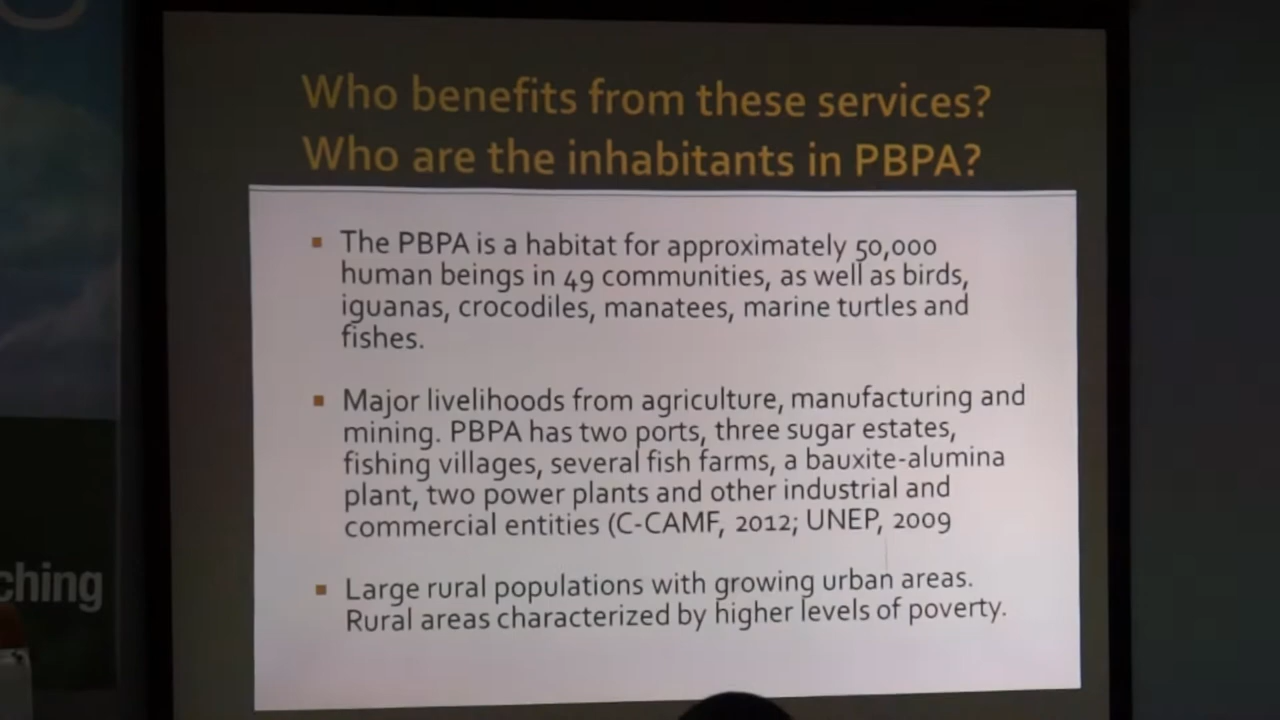 Who benefits from these services?
Who are the inhabitants in PBPA?
▪ The PBPA is a habitat for approximately 50,000
human beings in 49 communities, as well as birds,
iguanas, crocodiles, manatees, marine turtles and
fishes.
▪ Major livelihoods from agriculture, manufacturing and
mining. PBPA has two ports, three sugar estates,
fishing villages, several fish farms, a bauxite-alumina
plant, two power plants and other industrial and
commercial entities (C-CAMF, 2012; UNEP, 2009
▪ Large rural populations with growing urban areas.
Rural areas characterized by higher levels of poverty.
ching